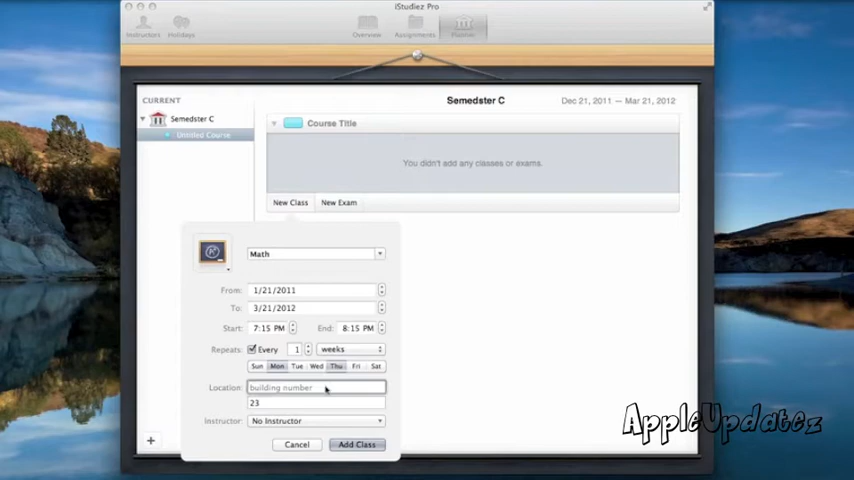 iStudiez Pro
Instructors
Holidays
Overview
Assignments
Planner
CURRENT
Semedster C
Dec 21, 2011 — Mar 21, 2012
Semedster C
Untitled Course
Course Title
You didn't add any classes or exams.
New Class
New Exam
Math
From: 1/21/2011
To: 3/21/2012
Start: 7:15 PM End: 8:15 PM
Repeats: Every 1 weeks
Sun Mon Tue Wed Thu Fri Sat
Location: building number
23
Instructor: No Instructor
Cancel
Add Class
AppleUpdatez